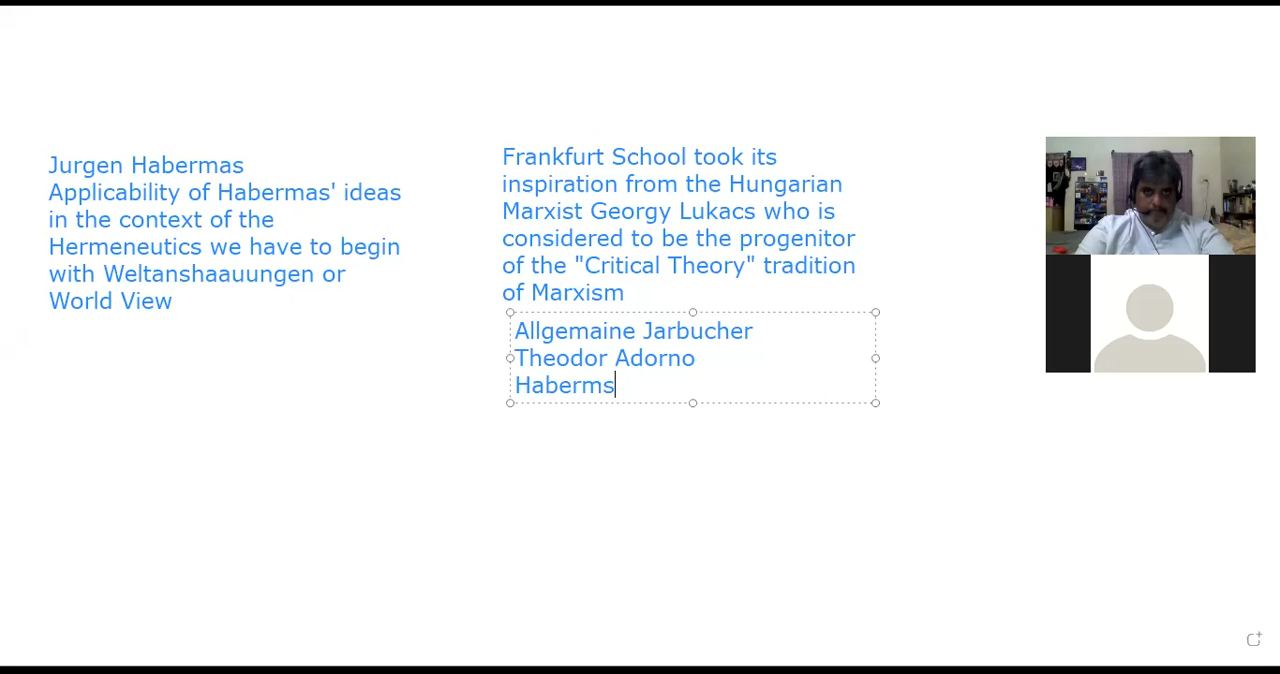 Jurgen Habermas
Applicability of Habermas' ideas
in the context of the
Hermeneutics we have to begin
with Weltanshaauungen or
World View
Frankfurt School took its
inspiration from the Hungarian
Marxist Georgy Lukacs who is
considered to be the progenitor
of the "Critical Theory" tradition
of Marxism
Allgemaine Jarbucher
Theodor Adorno
Haberms